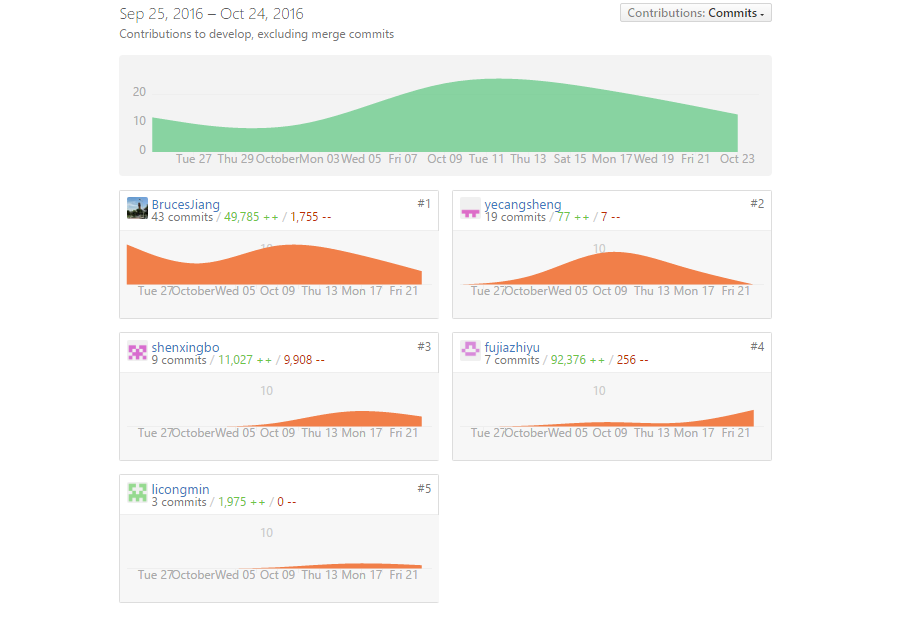 Sep 25, 2016 – Oct 24, 2016
Contributions: Commits
Contributions to develop, excluding merge commits
20
10
0
Tue 27 Thu 29 October Mon 03 Wed 05 Fri 07 Oct 09 Tue 11 Thu 13 Sat 15 Mon 17 Wed 19 Fri 21 Oct 23
BrucesJiang #1
43 commits / 49,785 ++ / 1,755 --
10
Tue 27 October Wed 05 Oct 09 Thu 13 Mon 17 Fri 21
yecangsheng #2
19 commits / 77 ++ / 7 --
10
Tue 27 October Wed 05 Oct 09 Thu 13 Mon 17 Fri 21
shenxingbo #3
9 commits / 11,027 ++ / 9,908 --
10
Tue 27 October Wed 05 Oct 09 Thu 13 Mon 17 Fri 21
fujiazhiyu #4
7 commits / 92,376 ++ / 256 --
10
Tue 27 October Wed 05 Oct 09 Thu 13 Mon 17 Fri 21
licongmin #5
3 commits / 1,975 ++ / 0 --
10
Tue 27 October Wed 05 Oct 09 Thu 13 Mon 17 Fri 21